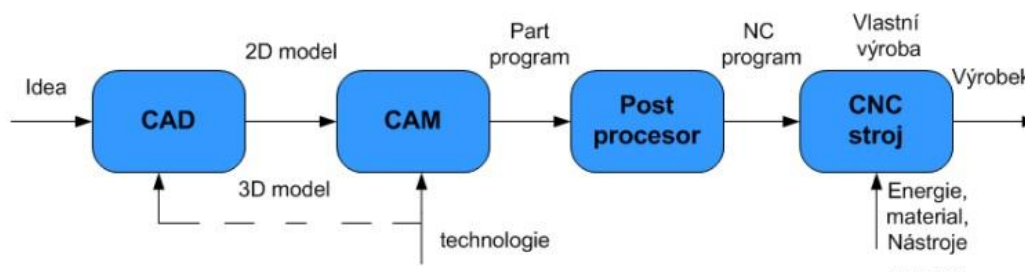 Idea
CAD
2D model
3D model
CAM
technologie
Part
program
Post
procesor
NC
program
Vlastní
výroba
CNC
stroj
Výrobek
Energie,
material,
Nástroje